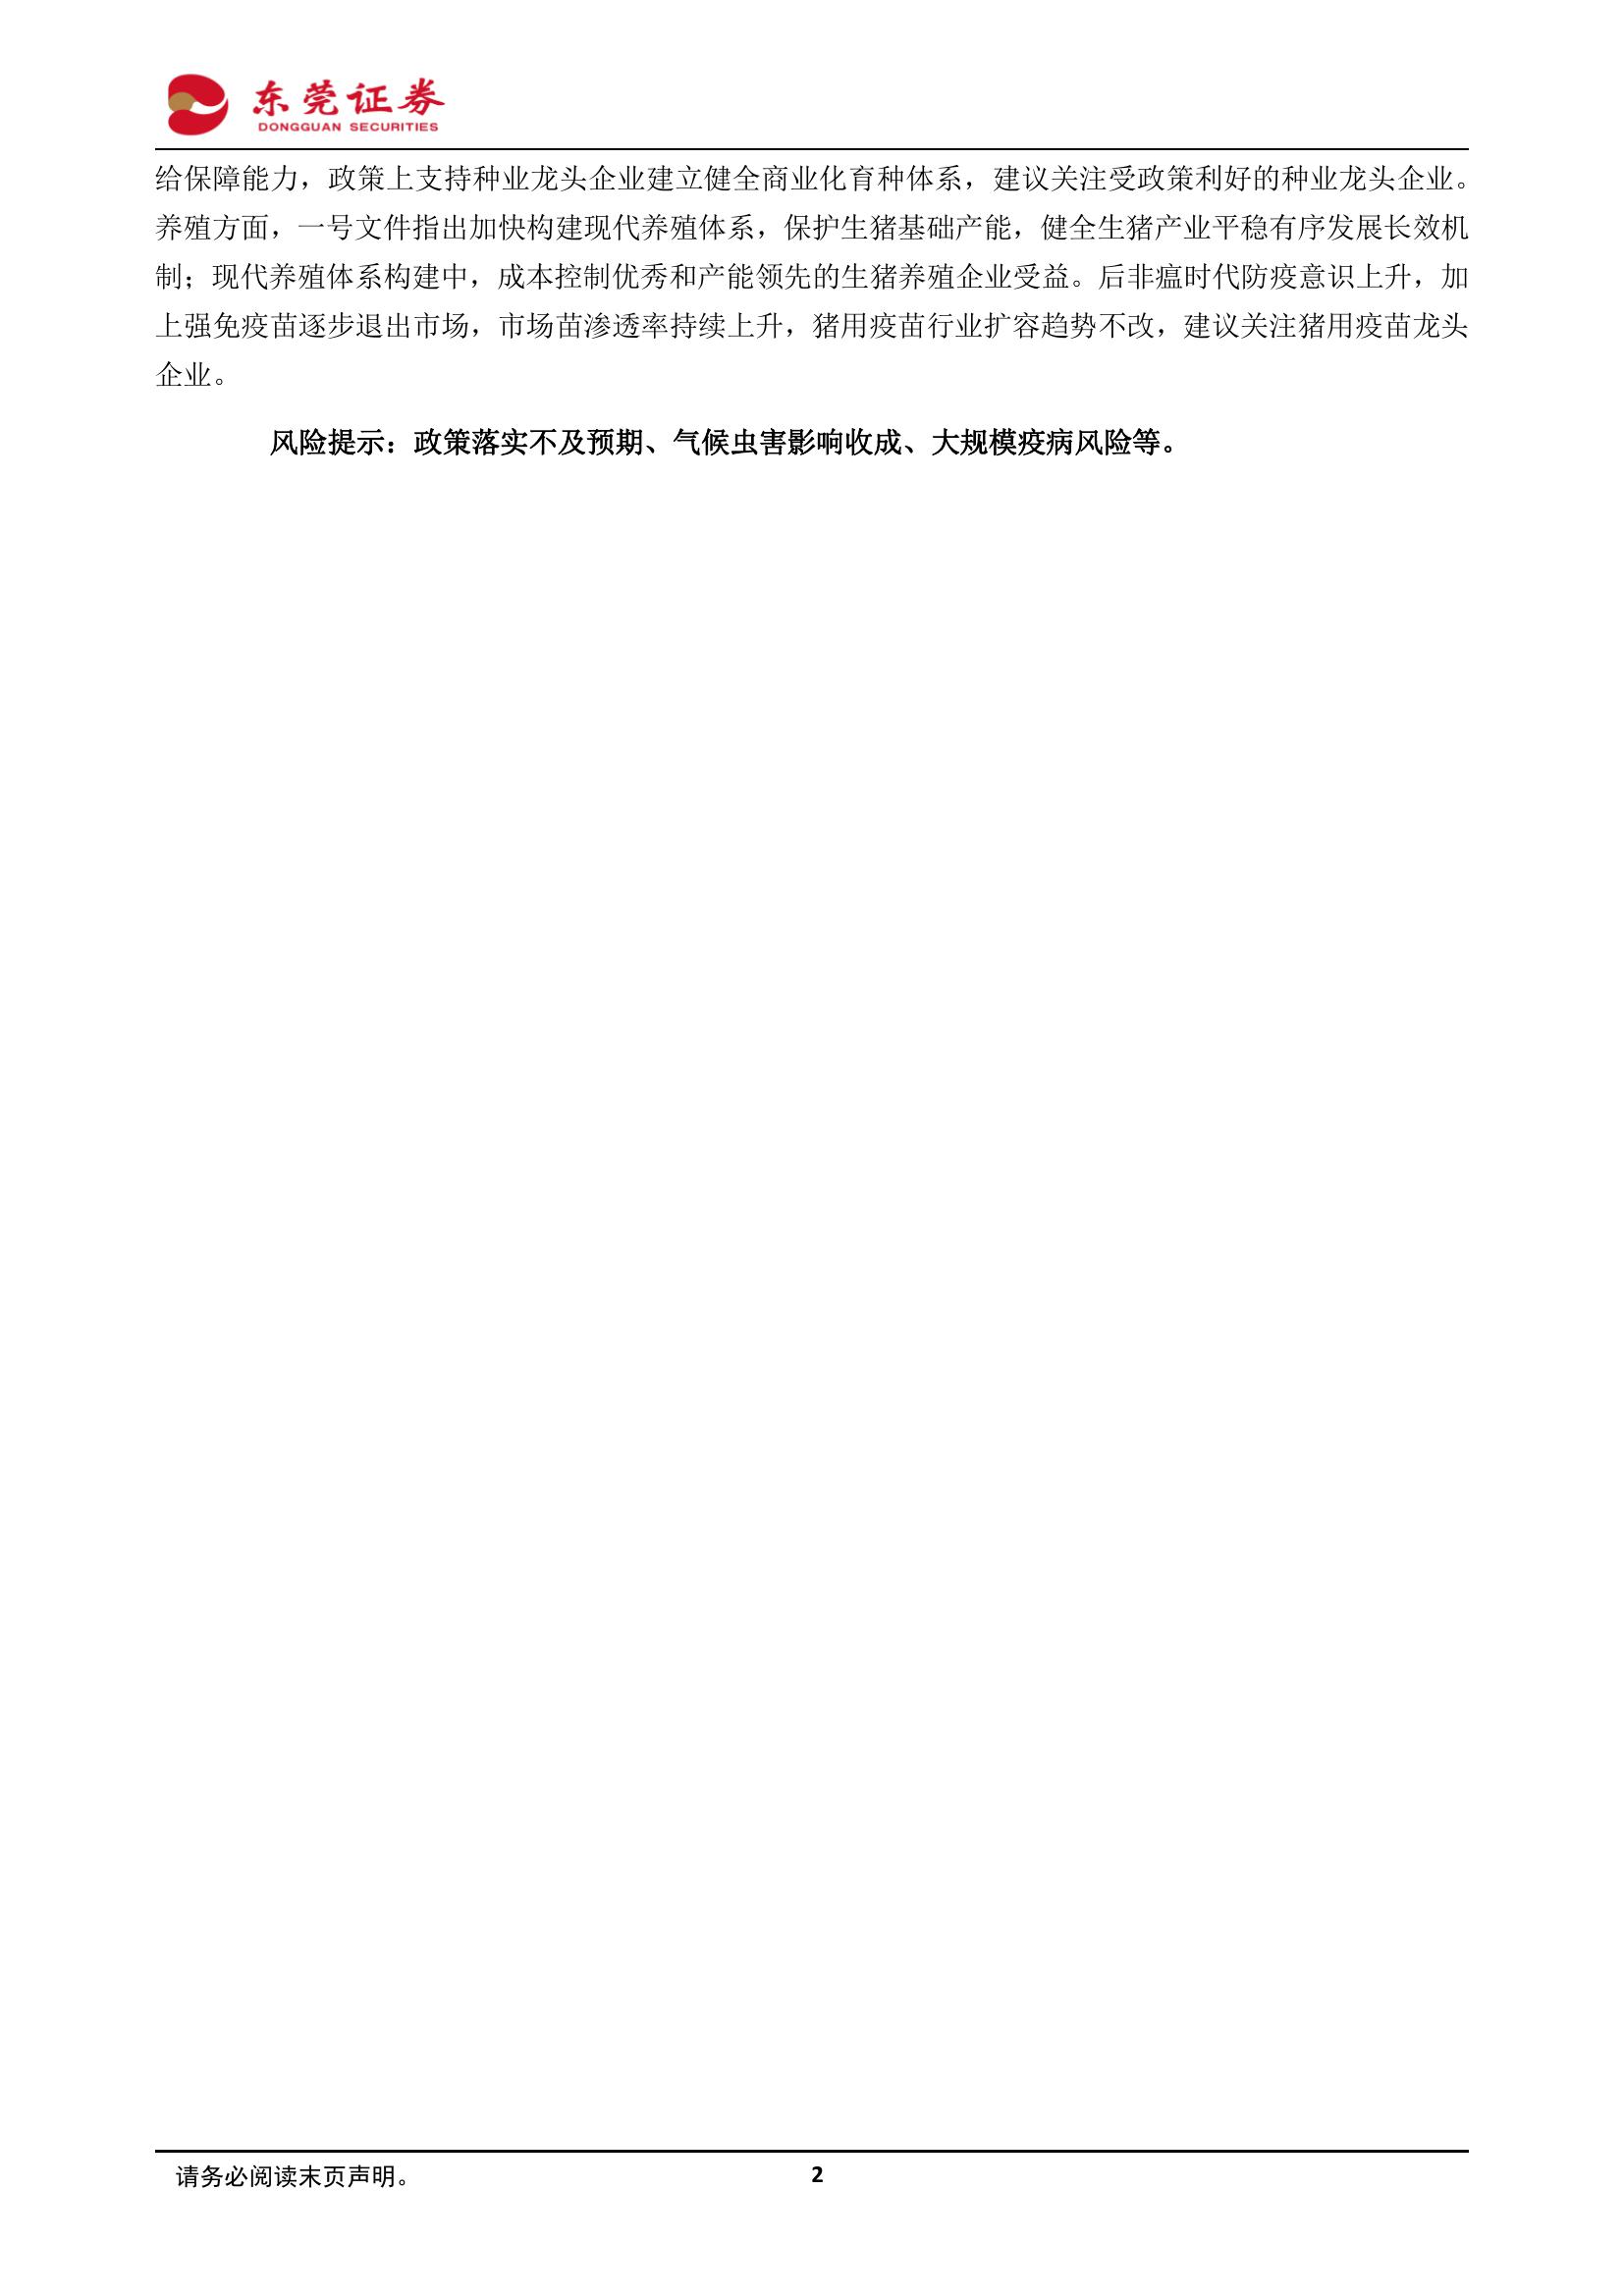 东莞证券
DONGGUAN SECURITIES
给保障能力，政策上支持种业龙头企业建立健全商业化育种体系，建议关注受政策利好的种业龙头企业。
养殖方面，一号文件指出加快构建现代养殖体系，保护生猪基础产能，健全生猪产业平稳有序发展长效机
制；现代养殖体系构建中，成本控制优秀和产能领先的生猪养殖企业受益。后非瘟时代防疫意识上升，加
上强免疫苗逐步退出市场，市场苗渗透率持续上升，猪用疫苗行业扩容趋势不改，建议关注猪用疫苗龙头
企业。
风险提示：政策落实不及预期、气候虫害影响收成、大规模疫病风险等。
请务必阅读末页声明。
2